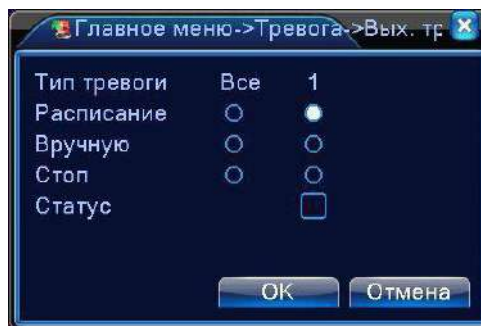 Главное меню->Тревога->Вых. тр
Тип тревоги Все 1
Расписание
Вручную
Стоп
Статус
OK Отмена